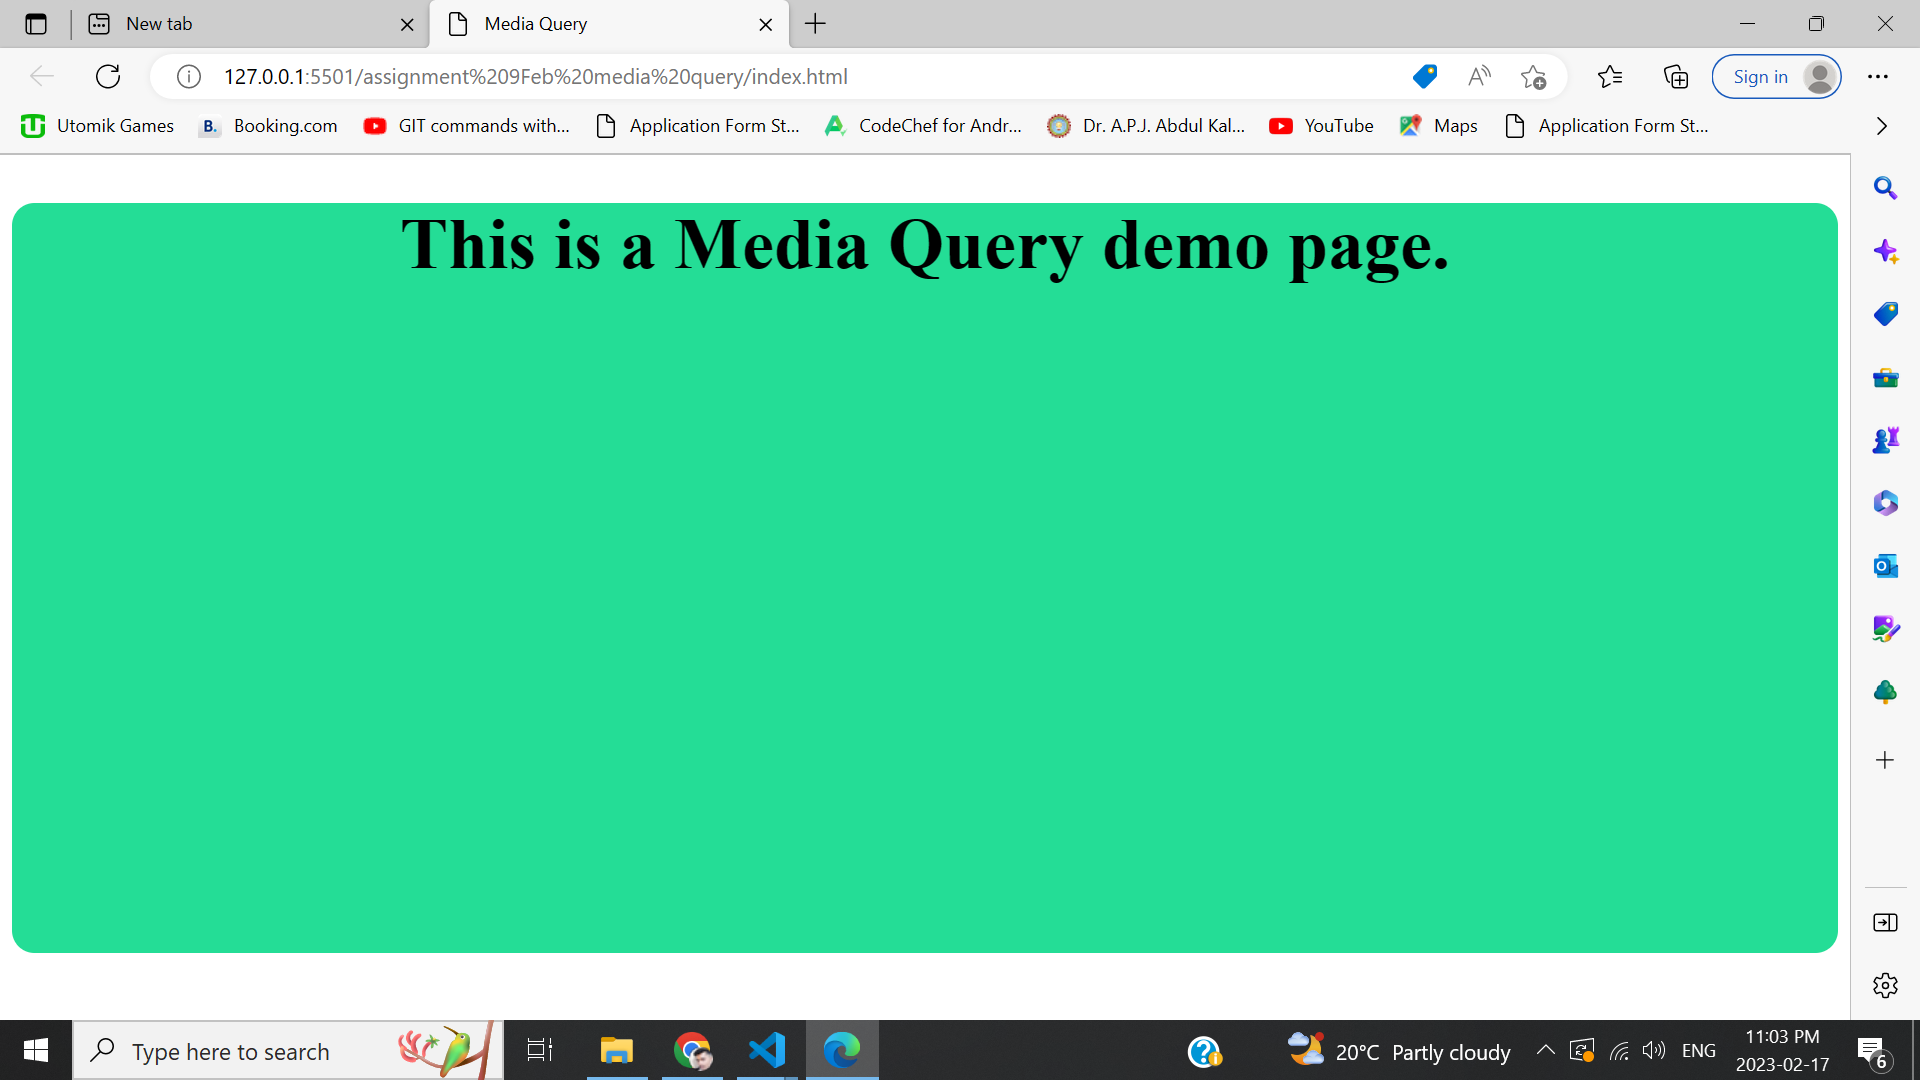 New tab
Media Query
127.0.0.1:5501/assignment%209Feb%20media%20query/index.html
Sign in
Utomik Games
B. Booking.com
GIT commands with...
Application Form St...
CodeChef for Andr...
Dr. A.P.J. Abdul Kal...
YouTube
Maps
Application Form St...
This is a Media Query demo page.
Type here to search
20°C Partly cloudy
ENG
11:03 PM
2023-02-17
6